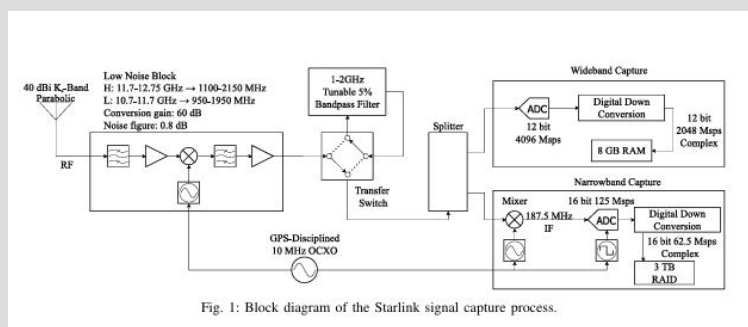 Low Noise Block
H: 11.7-12.75 GHz → 1100-2150 MHz
L: 10.7-11.7 GHz → 950-1950 MHz
Conversion gain: 60 dB
Noise figure: 0.8 dB
40 dBi Ku-Band
Parabolic
RF
1-2GHz
Tunable 5%
Bandpass Filter
Transfer
Switch
Splitter
GPS-Disciplined
10 MHz OCXO
Wideband Capture
ADC
12 bit
4096 Msps
Digital Down
Conversion
12 bit
2048 Msps
Complex
8 GB RAM
Narrowband Capture
Mixer
187.5 MHz
IF
16 bit 125 Msps
ADC
Digital Down
Conversion
16 bit 62.5 Msps
Complex
3 TB
RAID
Fig. 1: Block diagram of the Starlink signal capture process.